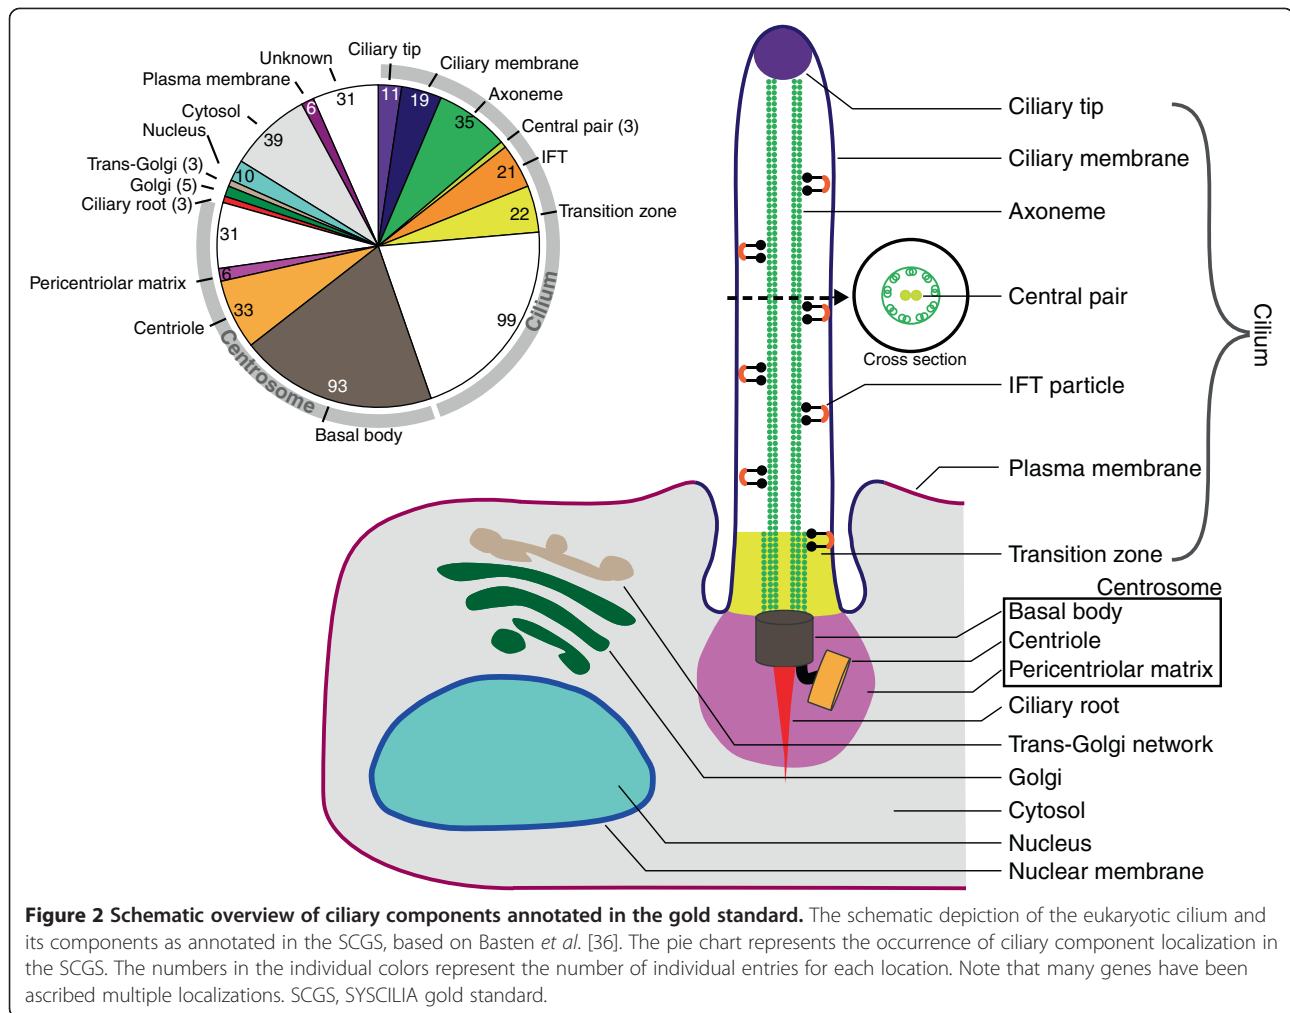 Unknown
Ciliary tip
Plasma membrane
Ciliary membrane
Cytosol
Axoneme
Nucleus
Central pair (3)
Trans-Golgi (3)
IFT
Golgi (5)
Ciliary root (3)
Transition zone
31
6
11
19
35
39
10
21
22
31
6
33
99
93
Pericentriolar matrix
Centriole
Basal body
Centrosome
Cilium
Ciliary tip
Ciliary membrane
Axoneme
Central pair
Cross section
IFT particle
Plasma membrane
Transition zone
Cilium
Centrosome
Basal body
Centriole
Pericentriolar matrix
Ciliary root
Trans-Golgi network
Golgi
Cytosol
Nucleus
Nuclear membrane
Figure 2 Schematic overview of ciliary components annotated in the gold standard. The schematic depiction of the eukaryotic cilium and
its components as annotated in the SCGS, based on Basten et al. [36]. The pie chart represents the occurrence of ciliary component localization in
the SCGS. The numbers in the individual colors represent the number of individual entries for each location. Note that many genes have been
ascribed multiple localizations. SCGS, SYSCILIA gold standard.